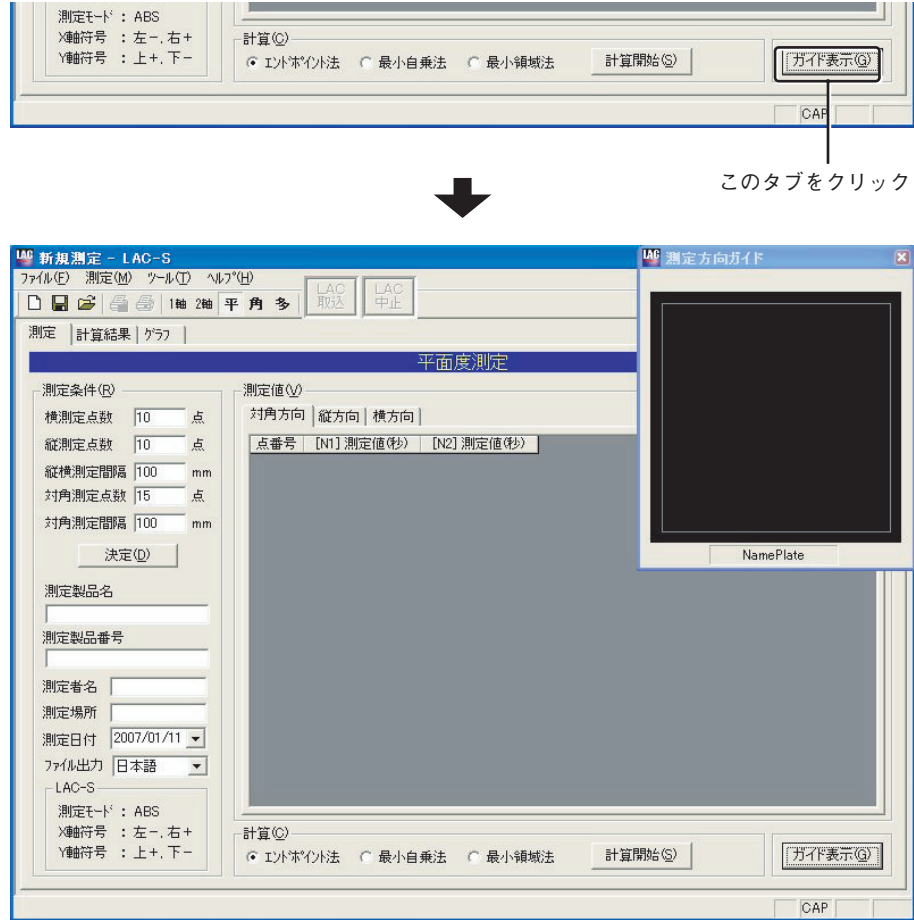 測定モード : ABS
X軸符号 : 左-,右+
Y軸符号 : 上+,下-
計算(C)
エンドポイント法 最小自乗法 最小領域法 計算開始(S) ガイド表示(G)
CAP
このタブをクリック
新規測定 - LAC-S
測定方向ガイド
ファイル(F) 測定(M) ツール(T) ヘルプ(H)
1軸 2軸 平 角 多 LAC取込 LAC中止
測定 計算結果 グラフ
平面度測定
測定条件(R)
横測定点数 10 点
縦測定点数 10 点
縦横測定間隔 100 mm
対角測定点数 15 点
対角測定間隔 100 mm
決定(D)
測定製品名
測定製品番号
測定者名
測定場所
測定日付 2007/01/11
ファイル出力 日本語
LAC-S
測定モード : ABS
X軸符号 : 左-,右+
Y軸符号 : 上+,下-
測定値(V)
対角方向 縦方向 横方向
点番号 [N1]測定値(秒) [N2]測定値(秒)
NamePlate
計算(C)
エンドポイント法 最小自乗法 最小領域法 計算開始(S) ガイド表示(G)
CAP